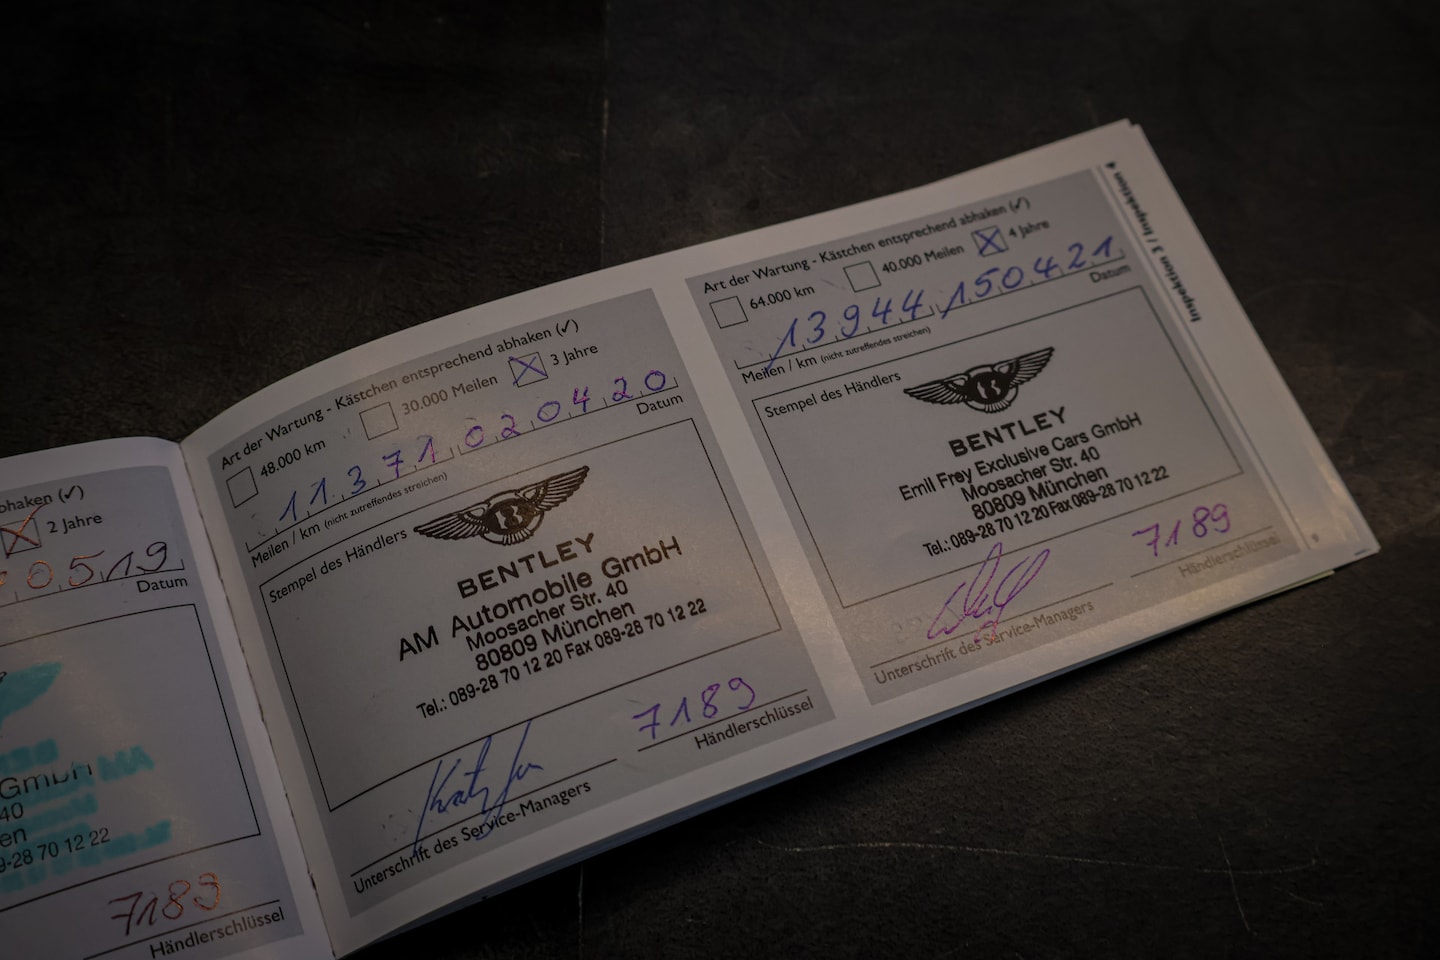 abhaken (✓)
2 Jahre
0519
Datum
GmbH
40
28 70 12 22
7189
Händlerschlüssel
Art der Wartung - Kästchen entsprechend abhaken (✓)
48.000 km 30.000 Meilen 3 Jahre
11371 020420
Meilen / km (nicht zutreffendes streichen) Datum
Stempel des Händlers
B
BENTLEY
AM Automobile GmbH
Moosacher Str. 40
80809 München
Tel.: 089-28 70 12 20 Fax 089-28 70 12 22
7189
Unterschrift des Service-Managers Händlerschlüssel
Art der Wartung - Kästchen entsprechend abhaken (✓)
64.000 km 40.000 Meilen 4 Jahre
13944 150421
Meilen / km (nicht zutreffendes streichen) Datum
Stempel des Händlers
B
BENTLEY
Emil Frey Exclusive Cars GmbH
Moosacher Str. 40
80809 München
Tel.: 089-28 70 12 20 Fax 089-28 70 12 22
7189
Unterschrift des Service-Managers Händlerschlüssel
Inspektion 3 / Inspektion 4